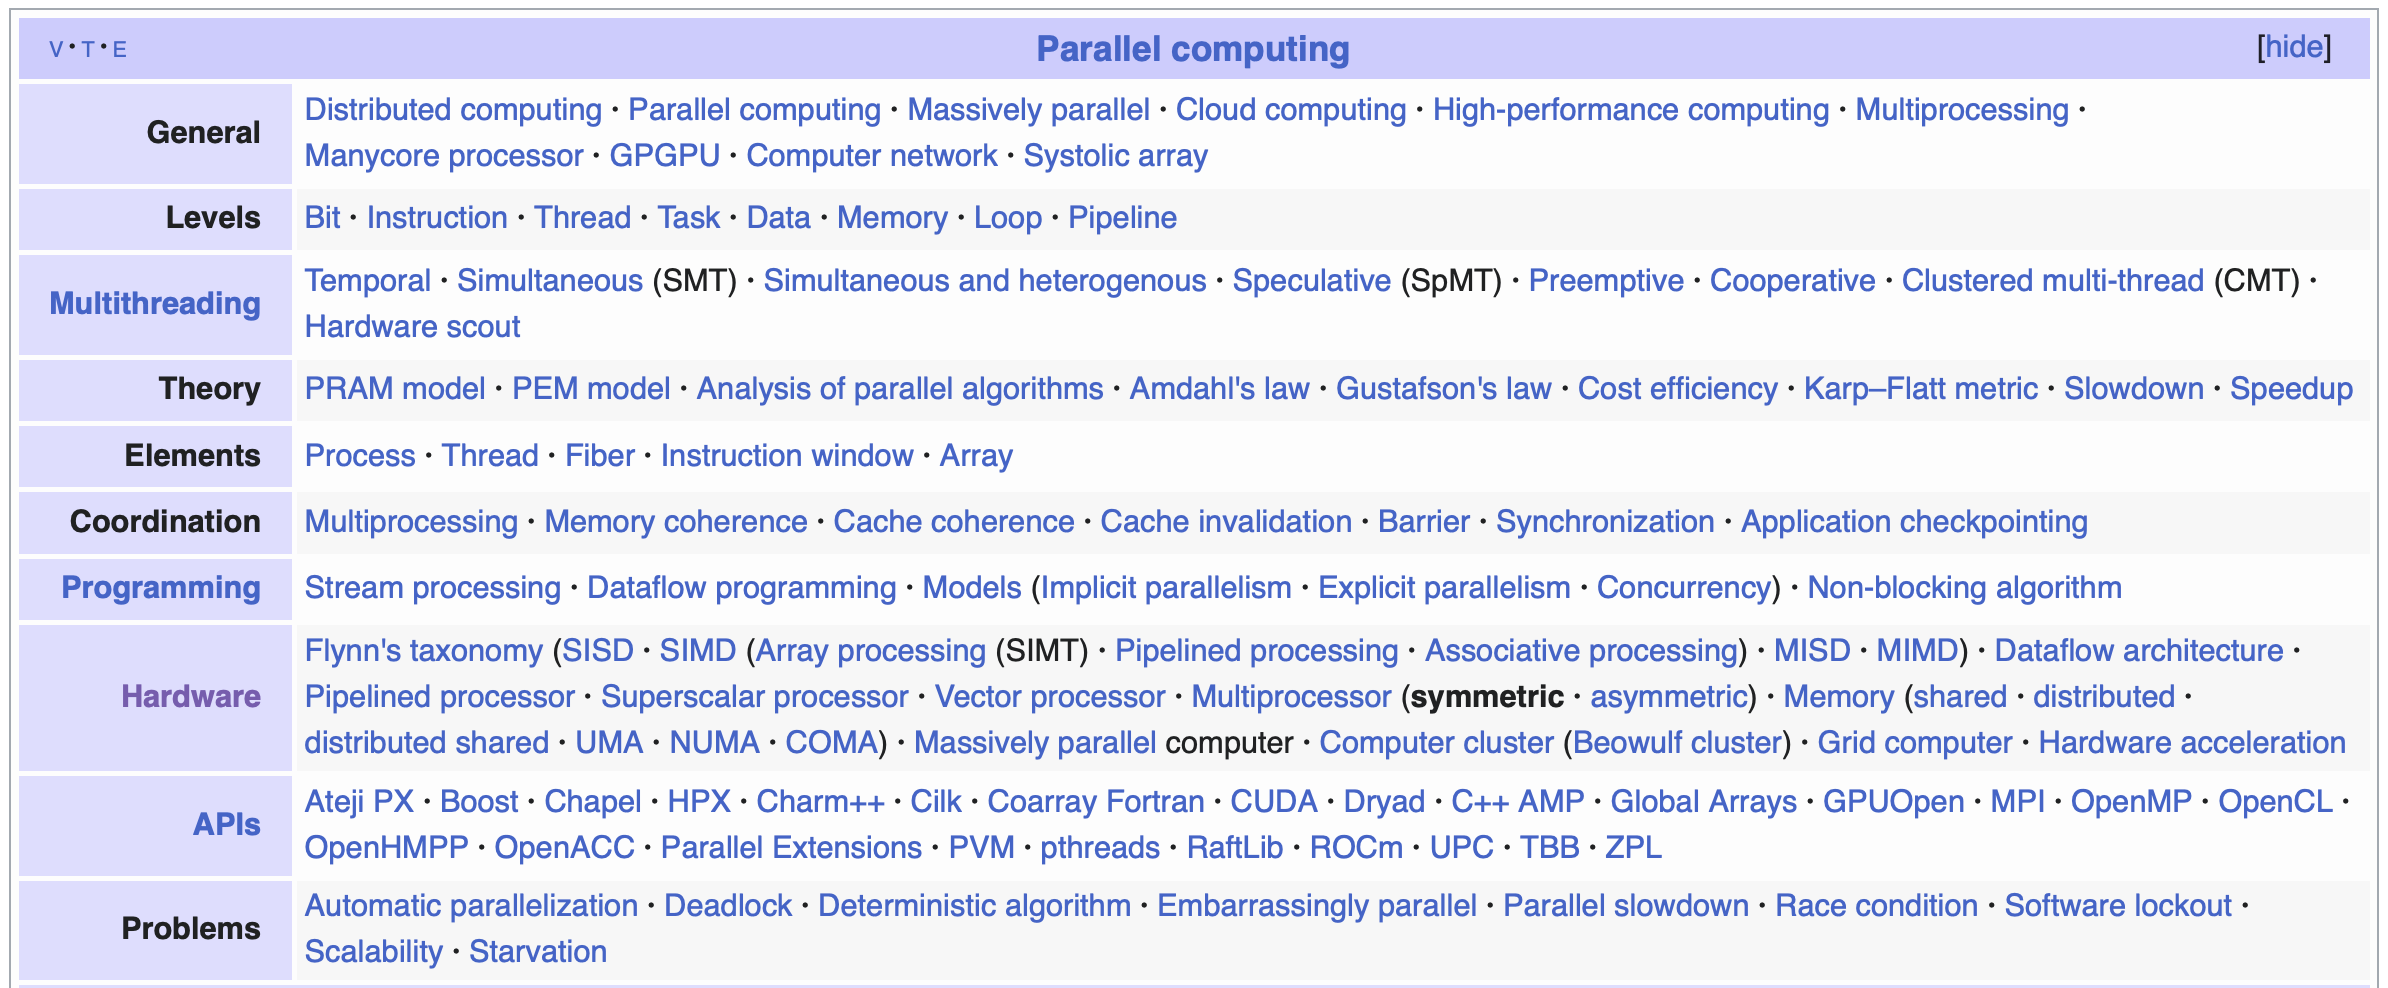 V · T · E Parallel computing [hide]
General
Distributed computing · Parallel computing · Massively parallel · Cloud computing · High-performance computing · Multiprocessing ·
Manycore processor · GPGPU · Computer network · Systolic array
Levels
Bit · Instruction · Thread · Task · Data · Memory · Loop · Pipeline
Multithreading
Temporal · Simultaneous (SMT) · Simultaneous and heterogenous · Speculative (SpMT) · Preemptive · Cooperative · Clustered multi-thread (CMT) ·
Hardware scout
Theory
PRAM model · PEM model · Analysis of parallel algorithms · Amdahl's law · Gustafson's law · Cost efficiency · Karp–Flatt metric · Slowdown · Speedup
Elements
Process · Thread · Fiber · Instruction window · Array
Coordination
Multiprocessing · Memory coherence · Cache coherence · Cache invalidation · Barrier · Synchronization · Application checkpointing
Programming
Stream processing · Dataflow programming · Models (Implicit parallelism · Explicit parallelism · Concurrency) · Non-blocking algorithm
Hardware
Flynn's taxonomy (SISD · SIMD (Array processing (SIMT) · Pipelined processing · Associative processing) · MISD · MIMD) · Dataflow architecture ·
Pipelined processor · Superscalar processor · Vector processor · Multiprocessor (symmetric · asymmetric) · Memory (shared · distributed ·
distributed shared · UMA · NUMA · COMA) · Massively parallel computer · Computer cluster (Beowulf cluster) · Grid computer · Hardware acceleration
APIs
Ateji PX · Boost · Chapel · HPX · Charm++ · Cilk · Coarray Fortran · CUDA · Dryad · C++ AMP · Global Arrays · GPUOpen · MPI · OpenMP · OpenCL ·
OpenHMPP · OpenACC · Parallel Extensions · PVM · pthreads · RaftLib · ROCm · UPC · TBB · ZPL
Problems
Automatic parallelization · Deadlock · Deterministic algorithm · Embarrassingly parallel · Parallel slowdown · Race condition · Software lockout ·
Scalability · Starvation